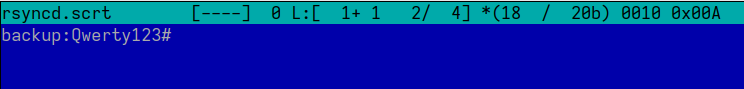 rsyncd.scrt [----] 0 L:[ 1+ 1 2/ 4] *(18 / 20b) 0010 0x00A
backup:Qwerty123#